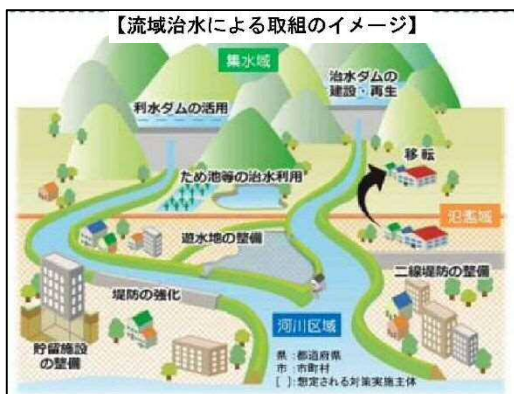 【流域治水による取組のイメージ】
集水域
治水ダムの
建設・再生
利水ダムの活用
移転
ため池等の治水利用
氾濫域
遊水地の整備
二線堤防の整備
堤防の強化
河川区域
貯留施設
の整備
県:都道府県
市:市町村
[ ]:想定される対策実施主体